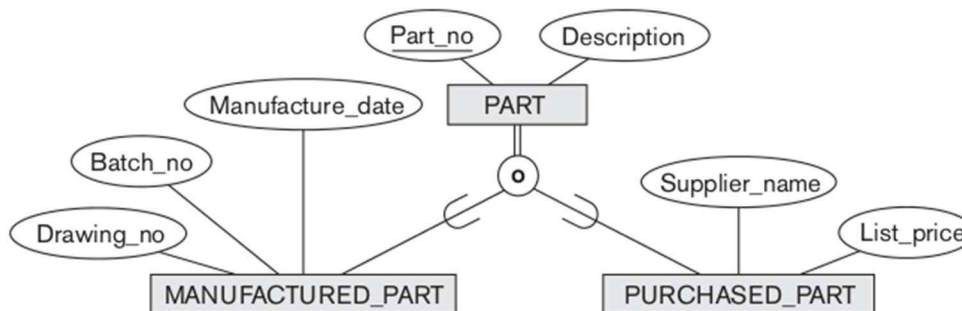 Part_no
Description
PART
Manufacture_date
o
Batch_no
Supplier_name
Drawing_no
List_price
MANUFACTURED_PART
PURCHASED_PART